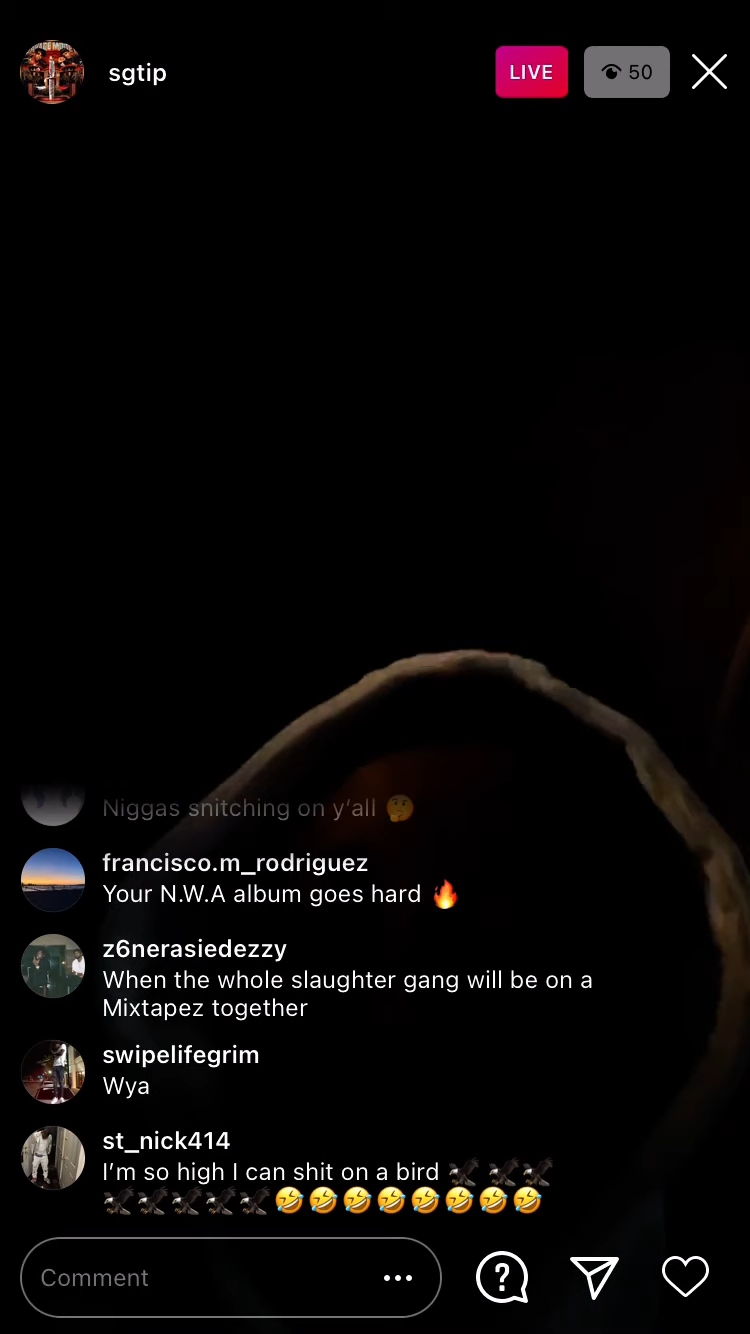 sgtip
LIVE
50
Niggas snitching on y’all 🤔
francisco.m_rodriguez
Your N.W.A album goes hard 🔥
z6nerasiedezzy
When the whole slaughter gang will be on a
Mixtapez together
swipelifegrim
Wya
st_nick414
I’m so high I can shit on a bird 🦅🦅🦅
🦅🦅🦅🦅🦅🤣🤣🤣🤣🤣🤣🤣🤣
Comment